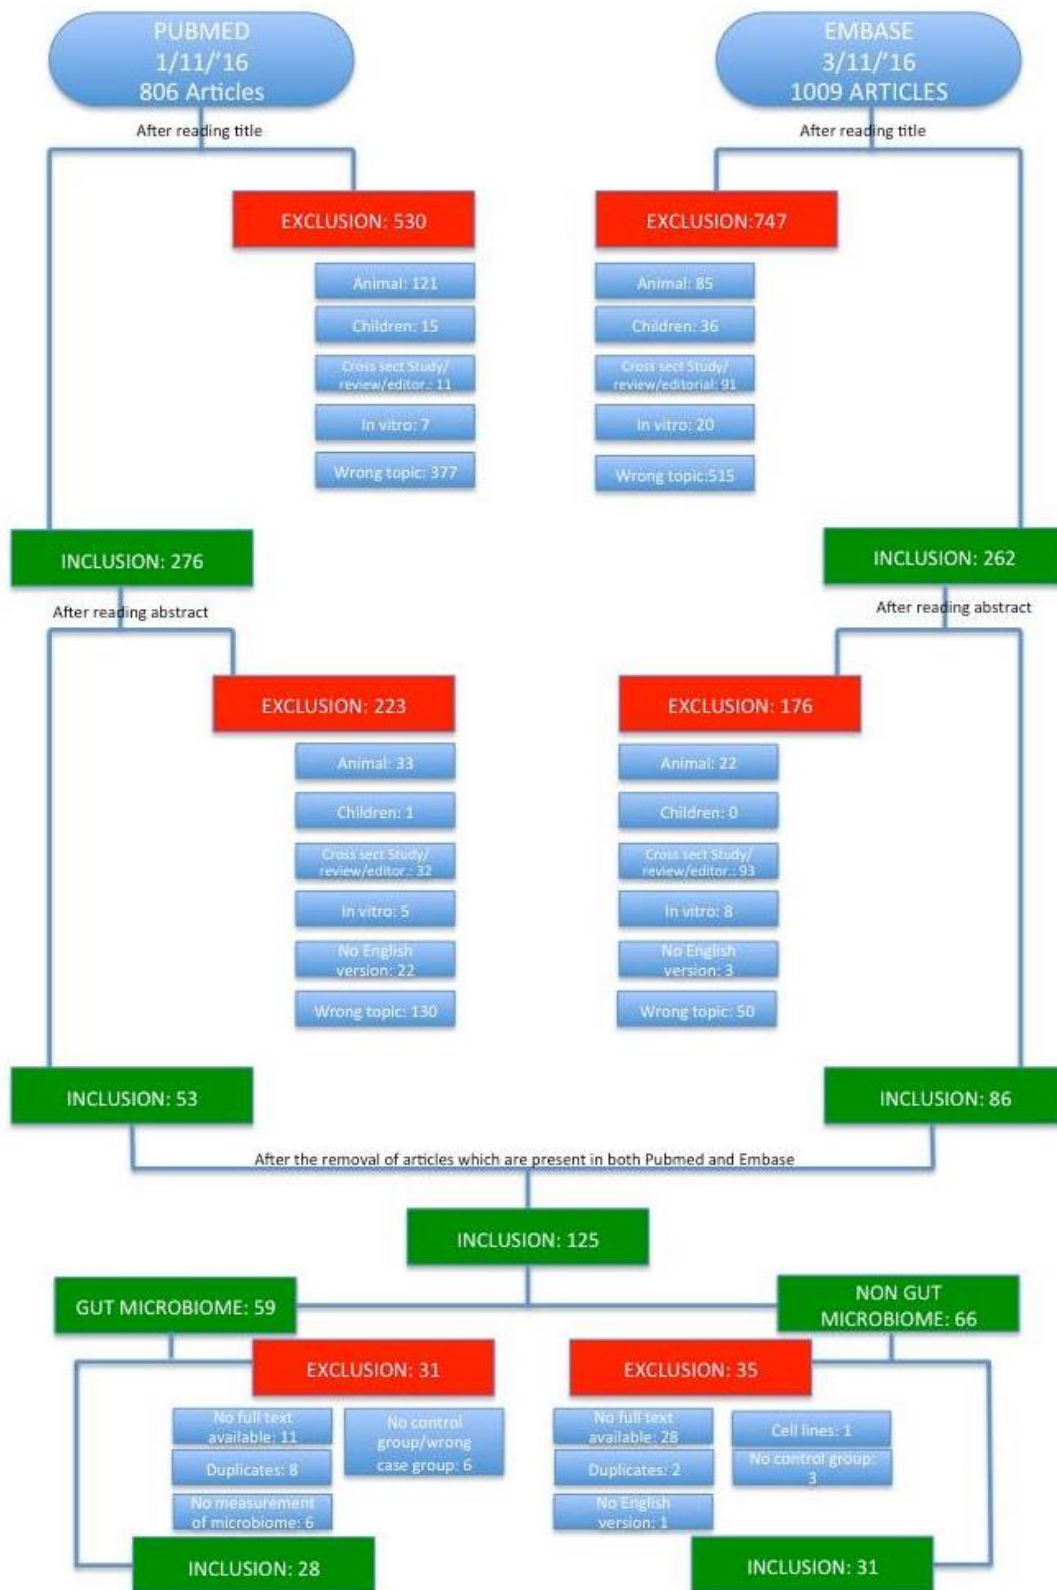 PUBMED
1/11/'16
806 Articles
EMBASE
3/11/'16
1009 ARTICLES
After reading title
After reading title
EXCLUSION: 530
EXCLUSION:747
Animal: 121
Children: 15
Cross sect Study/
review/editor.: 11
In vitro: 7
Wrong topic: 377
Animal: 85
Children: 36
Cross sect Study/
review/editorial: 91
In vitro: 20
Wrong topic:515
INCLUSION: 276
INCLUSION: 262
After reading abstract
After reading abstract
EXCLUSION: 223
EXCLUSION: 176
Animal: 33
Children: 1
Cross sect Study/
review/editor.: 32
In vitro: 5
No English
version: 22
Wrong topic: 130
Animal: 22
Children: 0
Cross sect Study/
review/editor.: 93
In vitro: 8
No English
version: 3
Wrong topic: 50
INCLUSION: 53
INCLUSION: 86
After the removal of articles which are present in both Pubmed and Embase
INCLUSION: 125
GUT MICROBIOME: 59
NON GUT
MICROBIOME: 66
EXCLUSION: 31
EXCLUSION: 35
No full text
available: 11
Duplicates: 8
No measurement
of microbiome: 6
No control
group/wrong
case group: 6
No full text
available: 28
Duplicates: 2
No English
version: 1
Cell lines: 1
No control group:
3
INCLUSION: 28
INCLUSION: 31